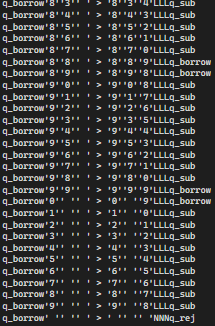 q_borrow'8''3'' ' > '8''3''4'LLLq_sub
q_borrow'8''4'' ' > '8''4''3'LLLq_sub
q_borrow'8''5'' ' > '8''5''2'LLLq_sub
q_borrow'8''6'' ' > '8''6''1'LLLq_sub
q_borrow'8''7'' ' > '8''7''0'LLLq_sub
q_borrow'8''8'' ' > '8''8''9'LLLq_borrow
q_borrow'8''9'' ' > '8''9''8'LLLq_borrow
q_borrow'9''0'' ' > '9''0''8'LLLq_sub
q_borrow'9''1'' ' > '9''1''7'LLLq_sub
q_borrow'9''2'' ' > '9''2''6'LLLq_sub
q_borrow'9''3'' ' > '9''3''5'LLLq_sub
q_borrow'9''4'' ' > '9''4''4'LLLq_sub
q_borrow'9''5'' ' > '9''5''3'LLLq_sub
q_borrow'9''6'' ' > '9''6''2'LLLq_sub
q_borrow'9''7'' ' > '9''7''1'LLLq_sub
q_borrow'9''8'' ' > '9''8''0'LLLq_sub
q_borrow'9''9'' ' > '9''9''9'LLLq_borrow
q_borrow'0'' '' ' > '0'' ''9'LLLq_borrow
q_borrow'1'' '' ' > '1'' ''0'LLLq_sub
q_borrow'2'' '' ' > '2'' ''1'LLLq_sub
q_borrow'3'' '' ' > '3'' ''2'LLLq_sub
q_borrow'4'' '' ' > '4'' ''3'LLLq_sub
q_borrow'5'' '' ' > '5'' ''4'LLLq_sub
q_borrow'6'' '' ' > '6'' ''5'LLLq_sub
q_borrow'7'' '' ' > '7'' ''6'LLLq_sub
q_borrow'8'' '' ' > '8'' ''7'LLLq_sub
q_borrow'9'' '' ' > '9'' ''8'LLLq_sub
q_borrow' '' '' ' > ' '' '' 'NNNq_rej